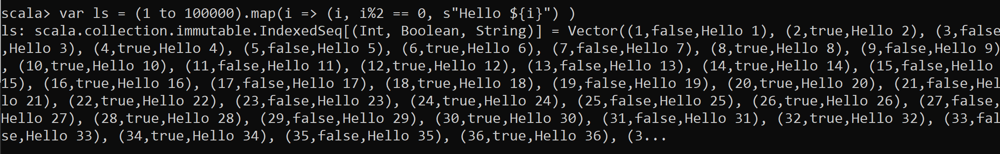 scala> var ls = (1 to 100000).map(i => (i, i%2 == 0, s"Hello ${i}") )
ls: scala.collection.immutable.IndexedSeq[(Int, Boolean, String)] = Vector((1,false,Hello 1), (2,true,Hello 2), (3,false
,Hello 3), (4,true,Hello 4), (5,false,Hello 5), (6,true,Hello 6), (7,false,Hello 7), (8,true,Hello 8), (9,false,Hello 9)
, (10,true,Hello 10), (11,false,Hello 11), (12,true,Hello 12), (13,false,Hello 13), (14,true,Hello 14), (15,false,Hello
15), (16,true,Hello 16), (17,false,Hello 17), (18,true,Hello 18), (19,false,Hello 19), (20,true,Hello 20), (21,false,Hel
lo 21), (22,true,Hello 22), (23,false,Hello 23), (24,true,Hello 24), (25,false,Hello 25), (26,true,Hello 26), (27,false,
Hello 27), (28,true,Hello 28), (29,false,Hello 29), (30,true,Hello 30), (31,false,Hello 31), (32,true,Hello 32), (33,fal
se,Hello 33), (34,true,Hello 34), (35,false,Hello 35), (36,true,Hello 36), (3...